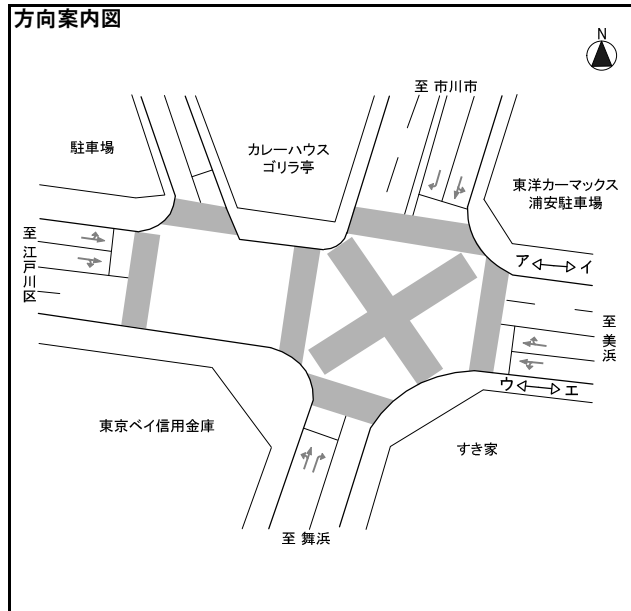 方向案内図
N
至 市川市
駐車場
カレーハウス
ゴリラ亭
東洋カーマックス
浦安駐車場
至江戸川区
ア
イ
至美浜
ウ
エ
東京ベイ信用金庫
すき家
至 舞浜